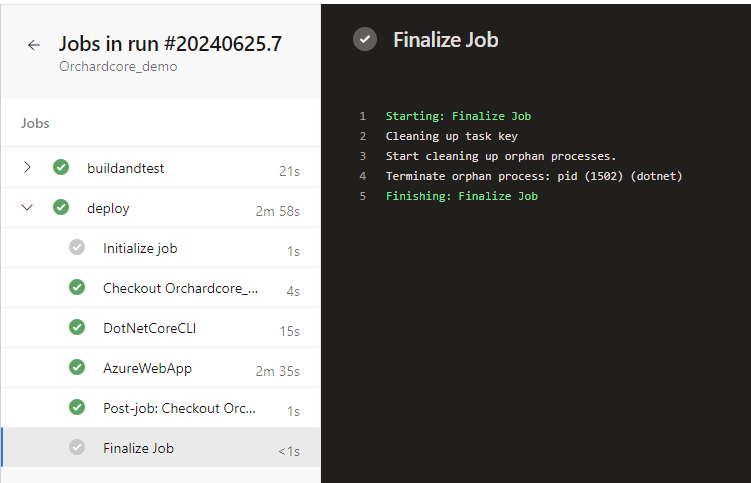 Jobs in run #20240625.7
Orchardcore_demo
Jobs
buildandtest 21s
deploy 2m 58s
Initialize job 1s
Checkout Orchardcore_... 4s
DotNetCoreCLI 15s
AzureWebApp 2m 35s
Post-job: Checkout Orc... 1s
Finalize Job <1s
Finalize Job
1 Starting: Finalize Job
2 Cleaning up task key
3 Start cleaning up orphan processes.
4 Terminate orphan process: pid (1502) (dotnet)
5 Finishing: Finalize Job